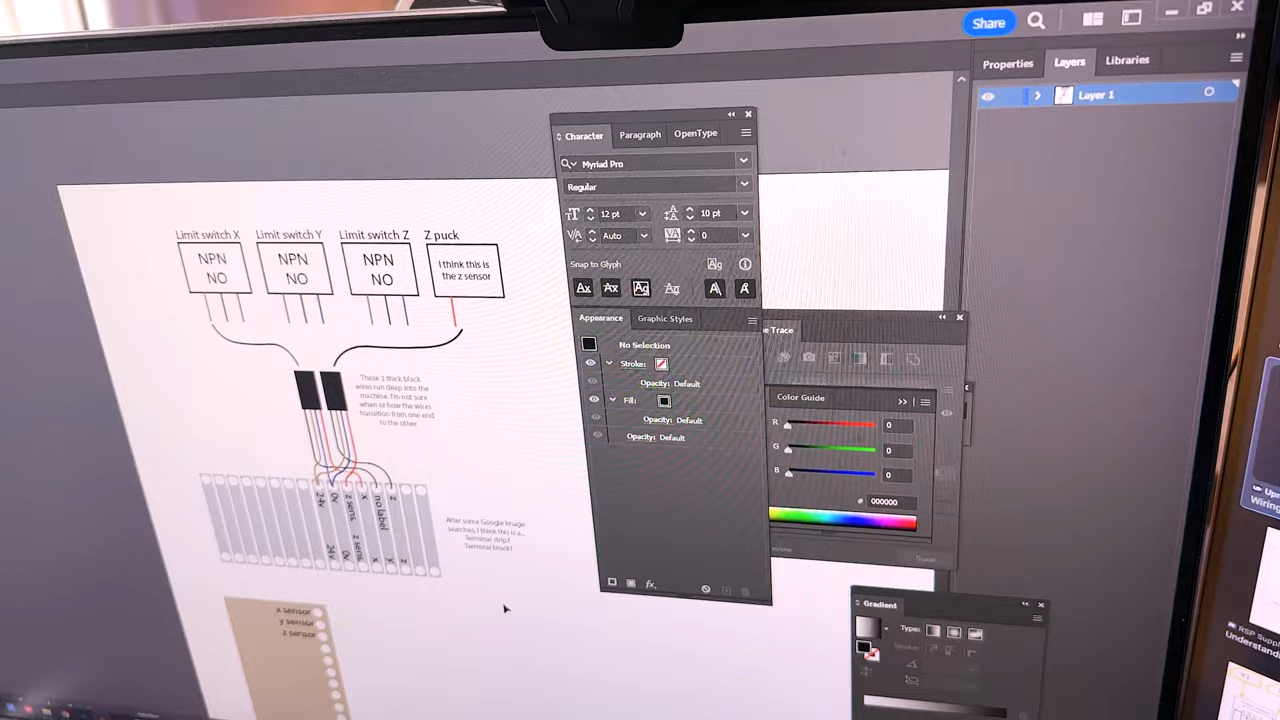 Share
Properties Layers Libraries
Layer 1
Character Paragraph OpenType
Myriad Pro
Regular
12 pt 10 pt
Auto 0
Snap to Glyph
Appearance Graphic Styles
No Selection
Stroke:
Opacity: Default
Fill:
Opacity: Default
Opacity: Default
Trace
Color Guide
R 0
G 0
B 0
# 000000
Gradient
Type:
Limit switch X Limit switch Y Limit switch Z Z puck
NPN NPN NPN I think this is
NO NO NO the z sensor
These 2 thick black
wires run deep into the
machine. I'm not sure
when or how the wires
transition from one end
to the other
24v 0v z sens. x no label z
24v 0v z sens. x y z
After some Google Image
searches, I think this is a...
Terminal strip?
Terminal block?
x sensor
y sensor
z sensor
RSP Supply
Understanding